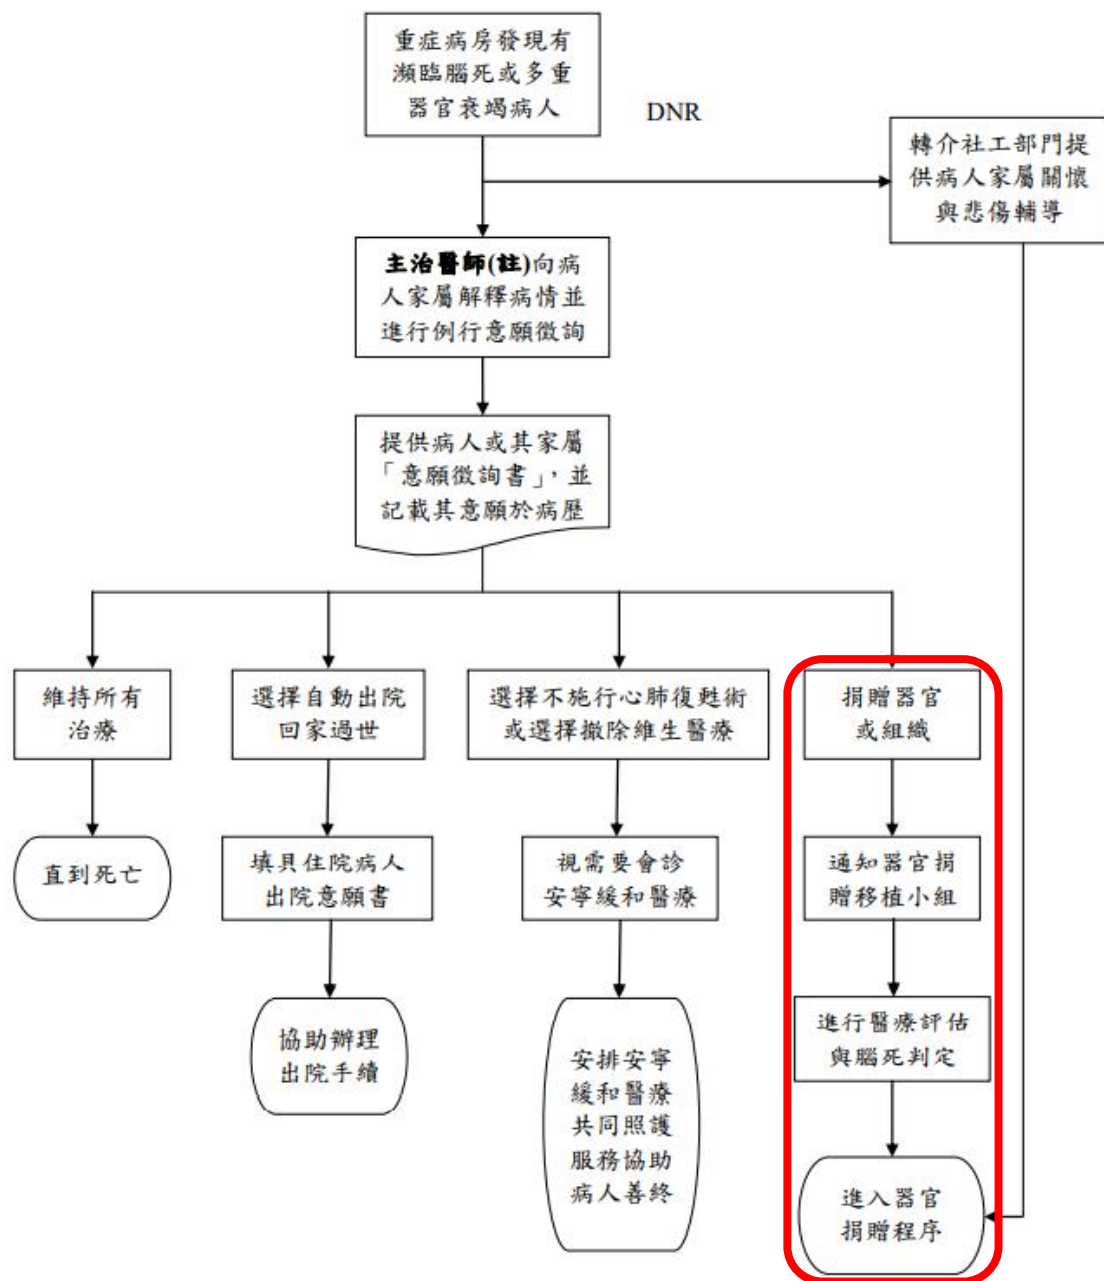 重症病房發現有
瀕臨腦死或多重
器官衰竭病人
DNR
轉介社工部門提
供病人家屬關懷
與悲傷輔導
主治醫師(註)向病
人家屬解釋病情並
進行例行意願徵詢
提供病人或其家屬
「意願徵詢書」，並
記載其意願於病歷
維持所有
治療
直到死亡
選擇自動出院
回家過世
填具住院病人
出院意願書
協助辦理
出院手續
選擇不施行心肺復甦術
或選擇撤除維生醫療
視需要會診
安寧緩和醫療
安排安寧
緩和醫療
共同照護
服務協助
病人善終
捐贈器官
或組織
通知器官捐
贈移植小組
進行醫療評估
與腦死判定
進入器官
捐贈程序